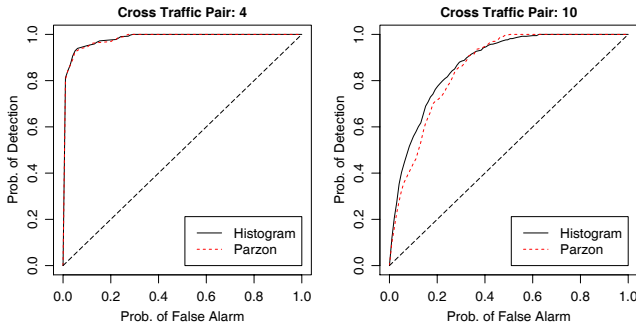 Cross Traffic Pair: 4
Prob. of Detection
1.0
0.8
0.6
0.4
0.2
0.0
Histogram
Parzon
0.0 0.2 0.4 0.6 0.8 1.0
Prob. of False Alarm
Cross Traffic Pair: 10
Prob. of Detection
1.0
0.8
0.6
0.4
0.2
0.0
Histogram
Parzon
0.0 0.2 0.4 0.6 0.8 1.0
Prob. of False Alarm